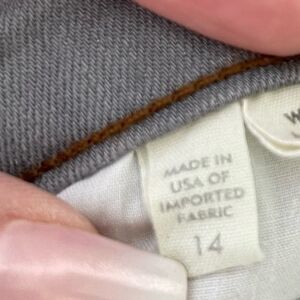 MADE IN
USA OF
IMPORTED
FABRIC
14
W